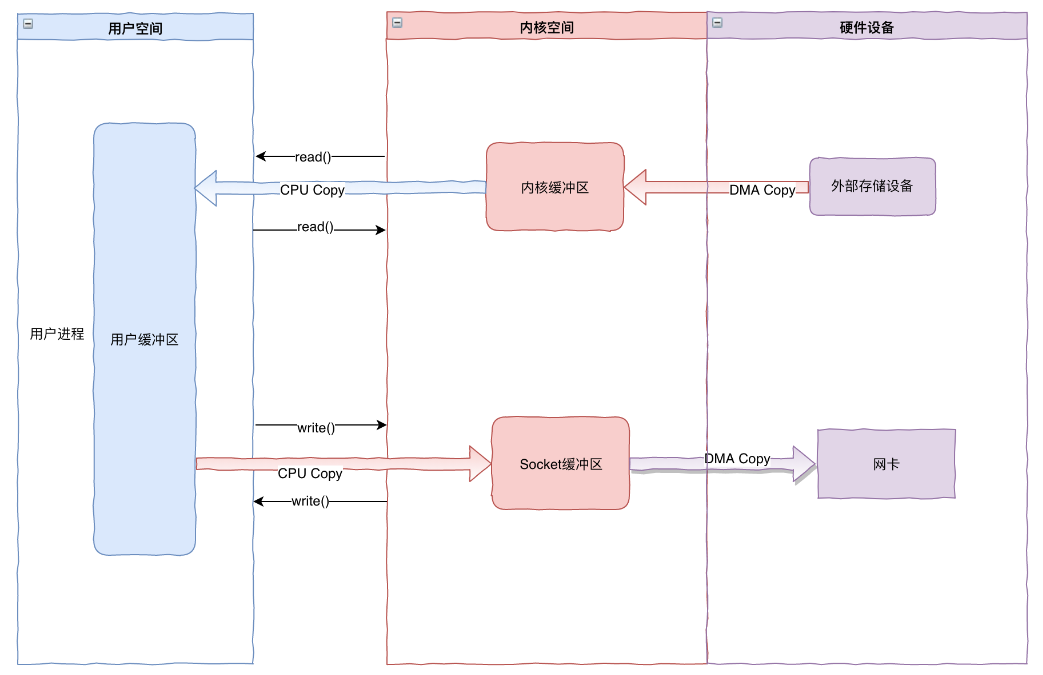 用户空间
内核空间
硬件设备
read()
CPU Copy
内核缓冲区
DMA Copy
外部存储设备
read()
用户进程
用户缓冲区
write()
CPU Copy
Socket缓冲区
DMA Copy
网卡
write()